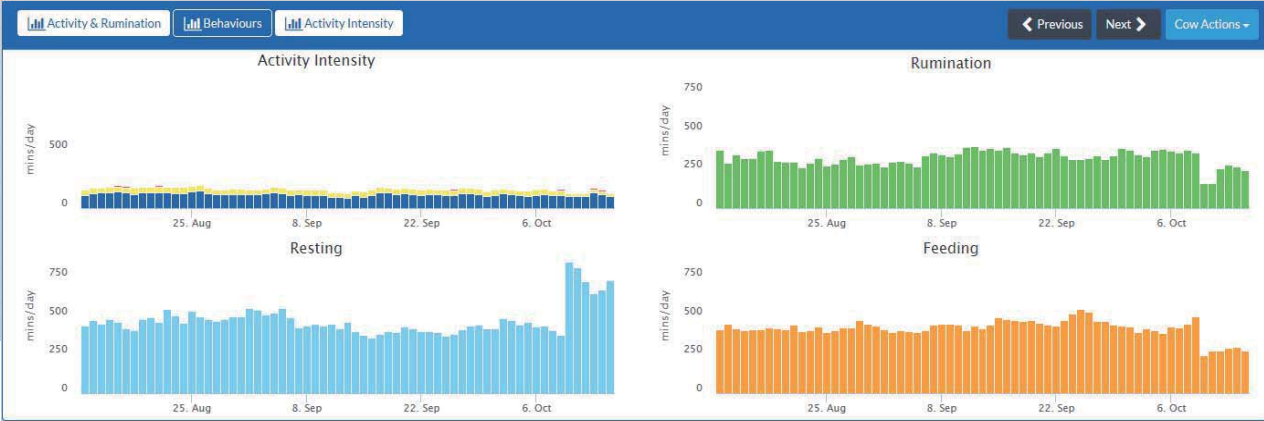 Activity & Rumination Behaviours Activity Intensity Previous Next Cow Actions
Activity Intensity
mins/day
500
0
25. Aug 8. Sep 22. Sep 6. Oct
Rumination
mins/day
750
500
250
0
25. Aug 8. Sep 22. Sep 6. Oct
Resting
mins/day
750
500
250
0
25. Aug 8. Sep 22. Sep 6. Oct
Feeding
mins/day
750
500
250
0
25. Aug 8. Sep 22. Sep 6. Oct